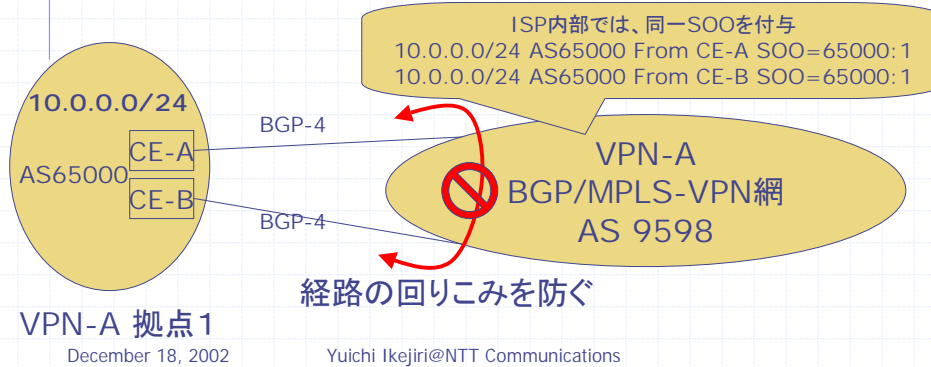 ISP内部では、同一SOOを付与
10.0.0.0/24 AS65000 From CE-A SOO=65000:1
10.0.0.0/24 AS65000 From CE-B SOO=65000:1
10.0.0.0/24
CE-A
AS65000
CE-B
BGP-4
BGP-4
VPN-A
BGP/MPLS-VPN網
AS 9598
経路の回りこみを防ぐ
VPN-A 拠点1
December 18, 2002
Yuichi Ikejiri@NTT Communications